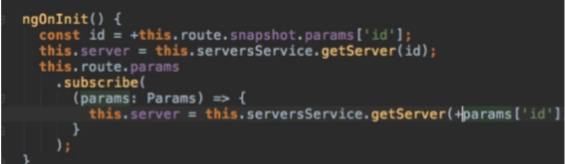 ngOnInit() {
const id = +this.route.snapshot.params['id'];
this.server = this.serversService.getServer(id);
this.route.params
.subscribe(
(params: Params) => {
this.server = this.serversService.getServer(+params['id']
}
);
}